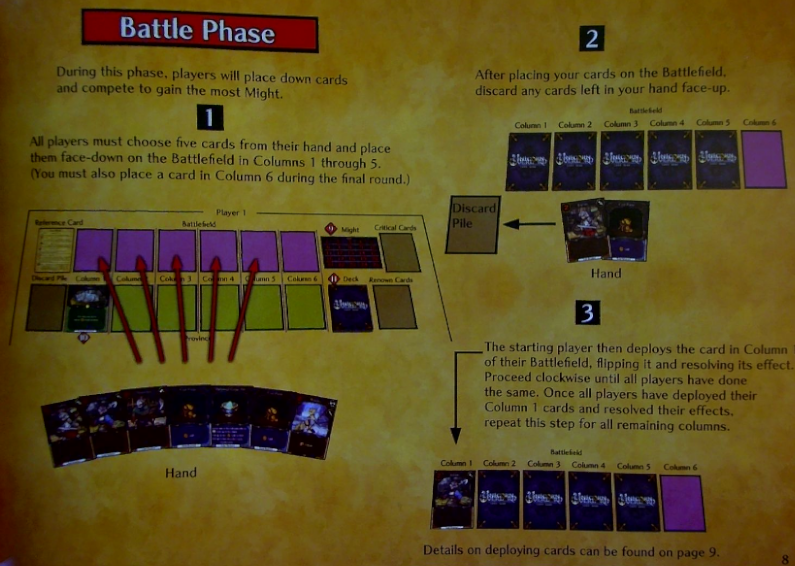 Battle Phase
During this phase, players will place down cards
and compete to gain the most Might.
1
All players must choose five cards from their hand and place
them face-down on the Battlefield in Columns 1 through 5.
(You must also place a card in Column 6 during the final round.)
Player 1
Reference Card
Battlefield
9 Might
Critical Cards
Discard Pile
Column
Column 4
Column 5
Column 6
Deck
Renown Cards
10
Province
Hand
2
After placing your cards on the Battlefield,
discard any cards left in your hand face-up.
Battlefield
Column 1 Column 2 Column 3 Column 4 Column 5 Column 6
Discard
Pile
Hand
3
The starting player then deploys the card in Column
of their Battlefield, flipping it and resolving its effect.
Proceed clockwise until all players have done
the same. Once all players have deployed their
Column 1 cards and resolved their effects,
repeat this step for all remaining columns.
Battlefield
Column 1 Column 2 Column 3 Column 4 Column 5 Column 6
Details on deploying cards can be found on page 9.
8